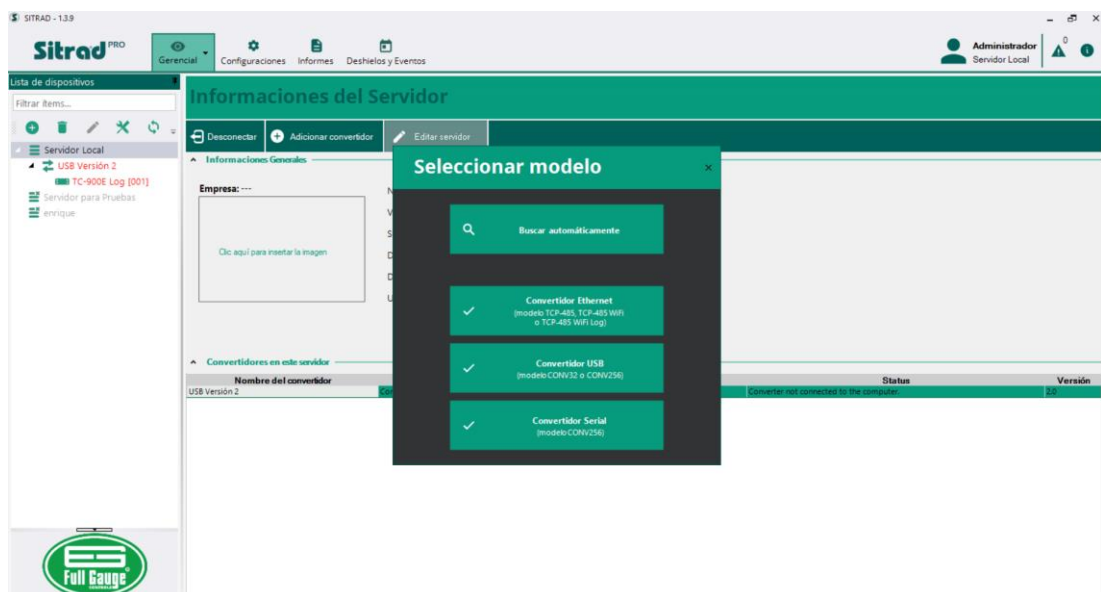 SITRAD - 1.3.9
Sitrad PRO
Gerencial
Configuraciones
Informes
Deshielos y Eventos
Administrador
Servidor Local
0
Lista de dispositivos
Filtrar ítems...
Servidor Local
USB Versión 2
TC-900E Log [001]
Servidor para Pruebas
enrique
Informaciones del Servidor
Desconectar
Adicionar convertidor
Editar servidor
Informaciones Generales
Empresa: ---
Clic aquí para insertar la imagen
N
V
S
D
D
U
Seleccionar modelo
Buscar automáticamente
Convertidor Ethernet
(modelo TCP-485, TCP-485 WiFi
o TCP-485 WiFi Log)
Convertidor USB
(modelo CONV32 o CONV256)
Convertidor Serial
(modelo CONV256)
Convertidores en este servidor
Nombre del convertidor Status Versión
USB Versión 2 Con Converter not connected to the computer. 2.0
Full Gauge
CONTROLS